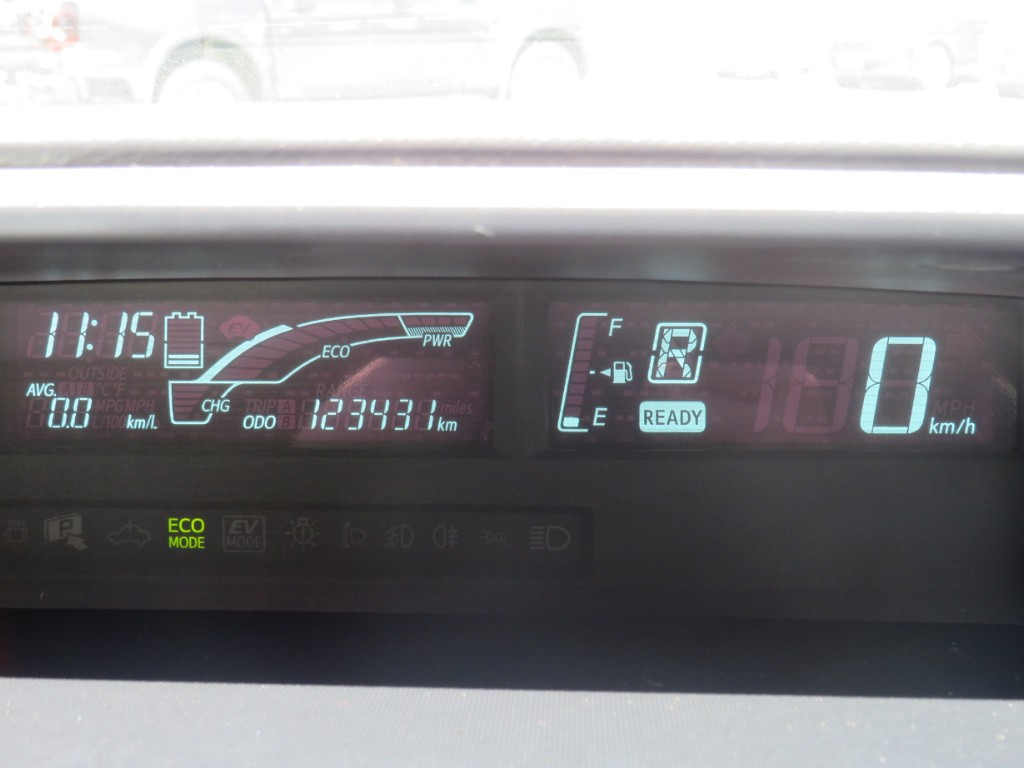 11:15
EV
OUTSIDE
AVG. A B °C°F
0.0 MPG MPH
/100 km/L
ECO
PWR
CHG
RANGE
TRIP A B
ODO 123431 km
miles
F
E
R
READY
0
MPH
km/h
P
ECO
MODE
EV
MODE